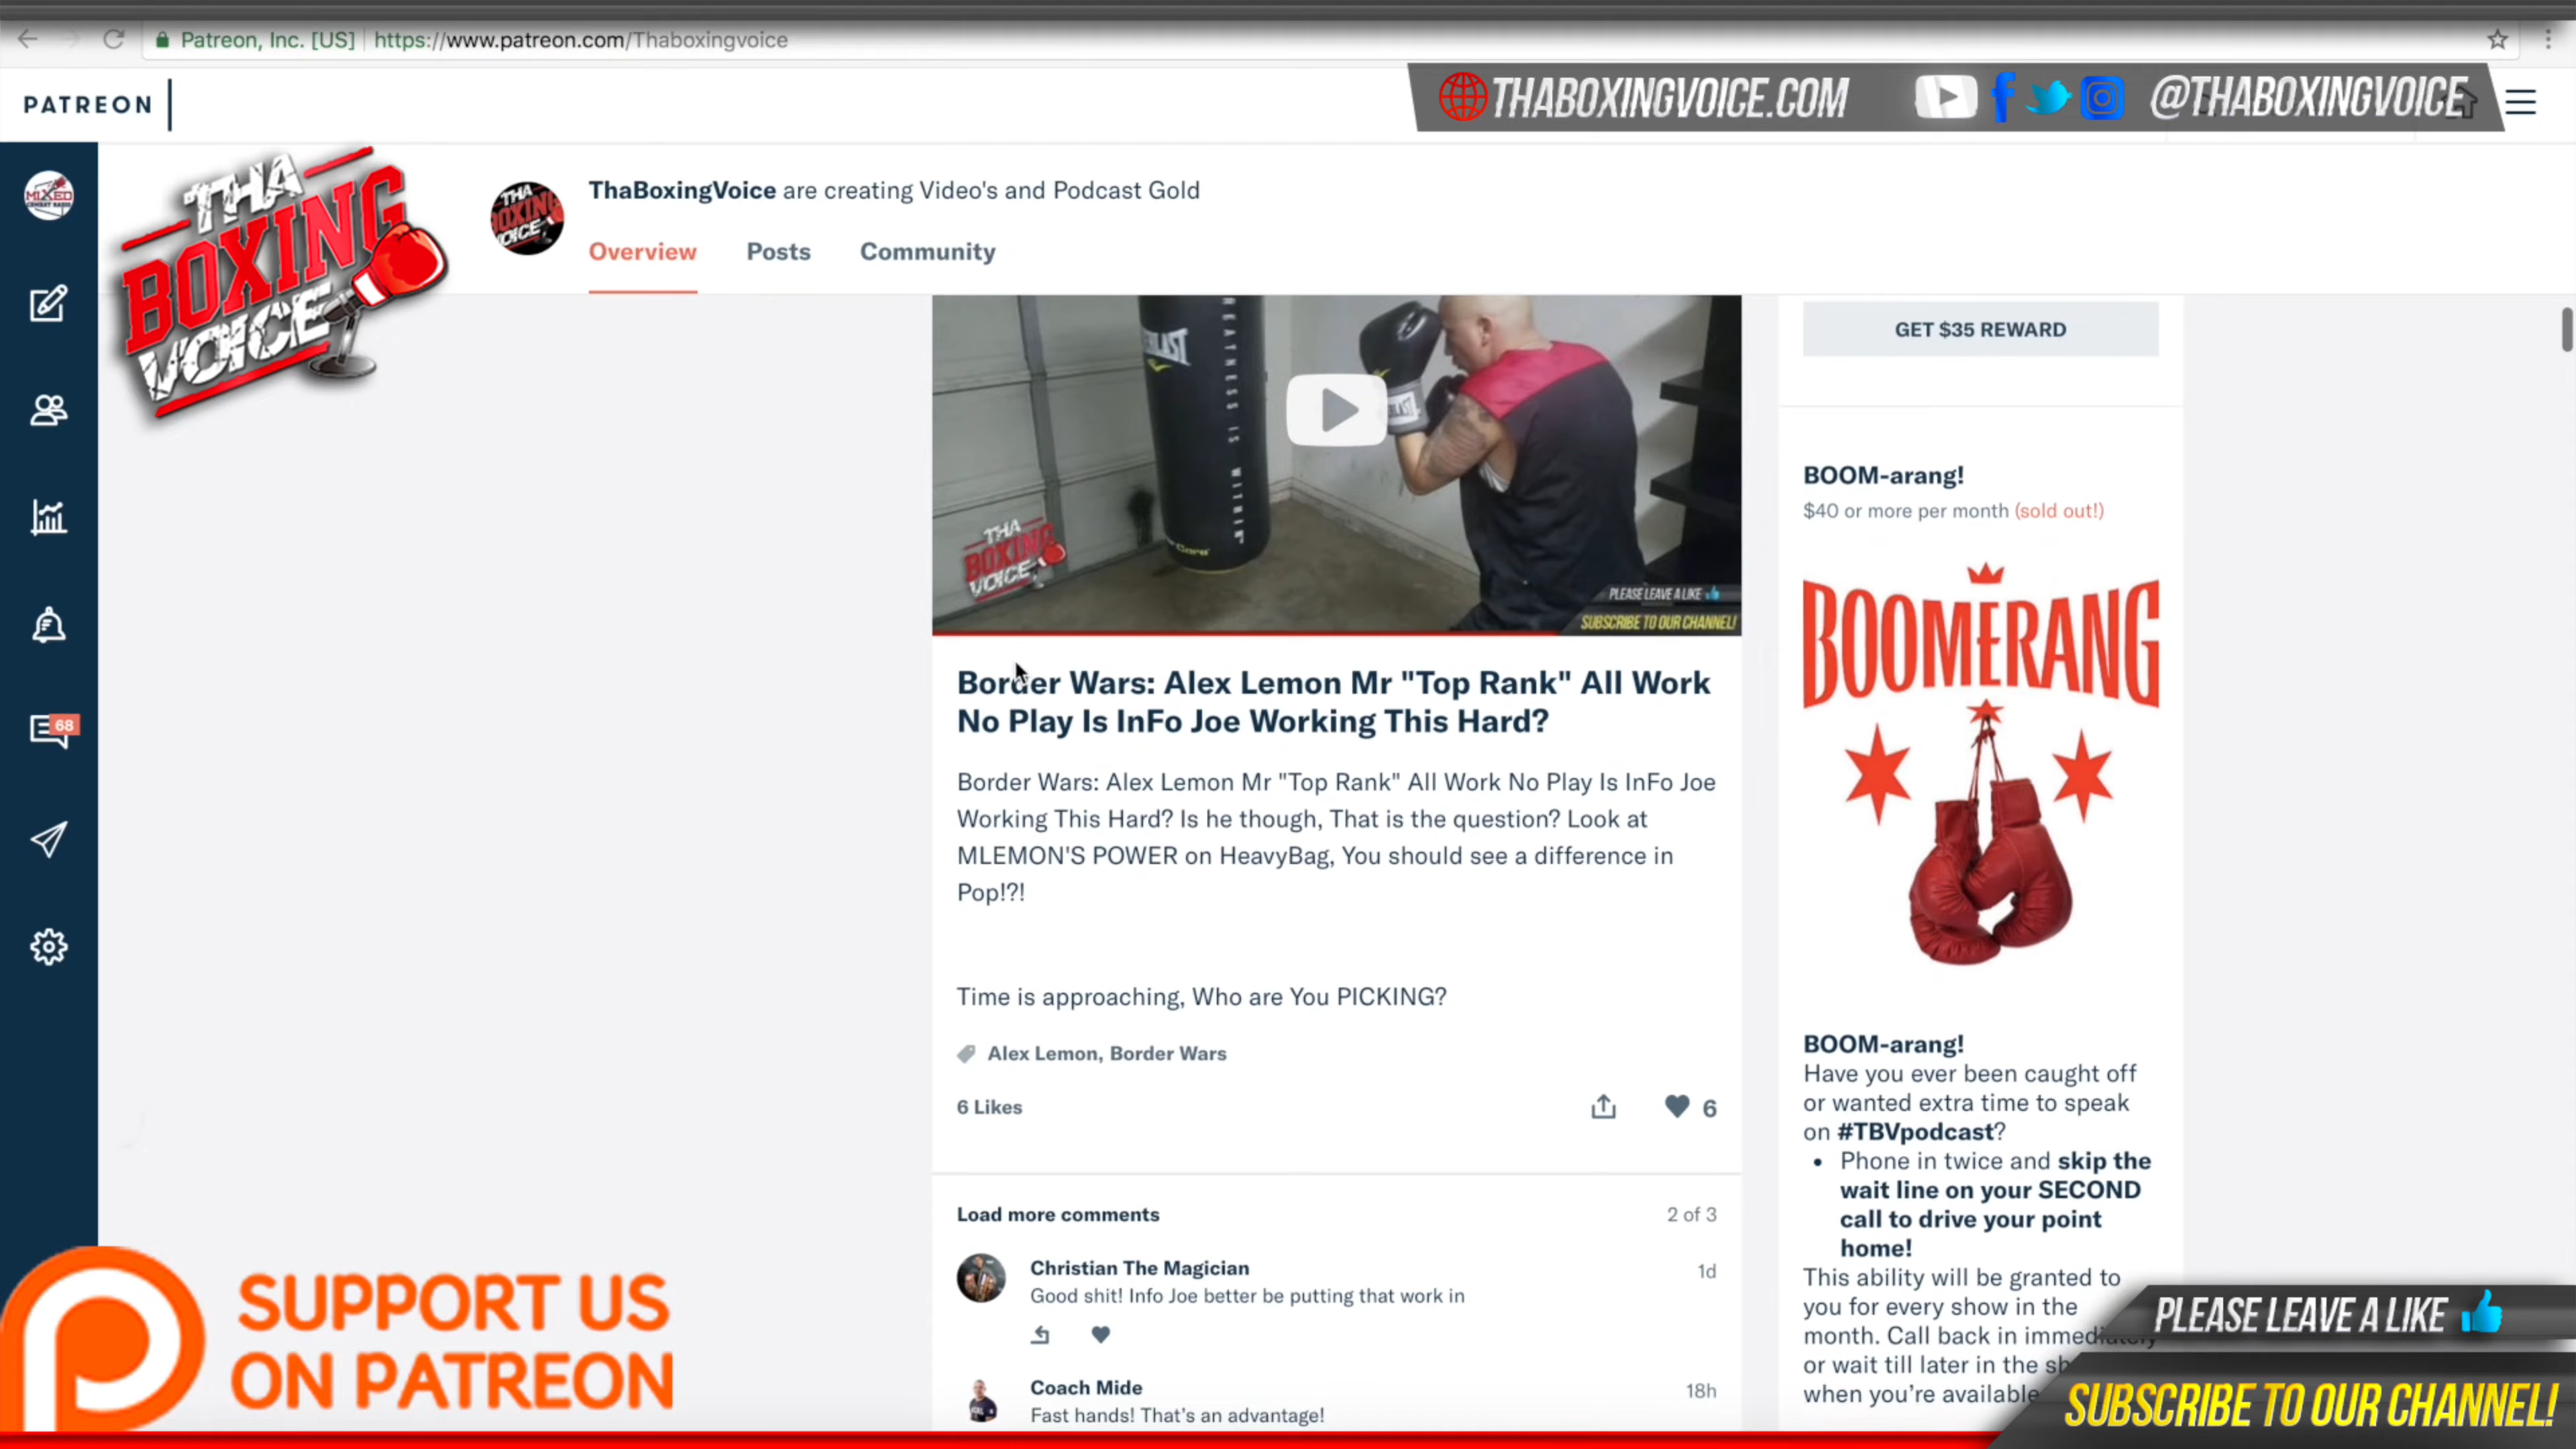 Patreon, Inc. [US] https://www.patreon.com/Thaboxingvoice
PATREON
THABOXINGVOICE.COM @THABOXINGVOICE
MIXED
THA
BOXING
VOICE
THA
BOXING
VOICE
ThaBoxingVoice are creating Video's and Podcast Gold
Overview Posts Community
GREATNESS IS WITHIN
THA
BOXING
VOICE
PLEASE LEAVE A LIKE
SUBSCRIBE TO OUR CHANNEL!
Border Wars: Alex Lemon Mr "Top Rank" All Work
No Play Is InFo Joe Working This Hard?
Border Wars: Alex Lemon Mr "Top Rank" All Work No Play Is InFo Joe
Working This Hard? Is he though, That is the question? Look at
MLEMON'S POWER on HeavyBag, You should see a difference in
Pop!?!
Time is approaching, Who are You PICKING?
Alex Lemon, Border Wars
6 Likes
6
Load more comments 2 of 3
Christian The Magician 1d
Good shit! Info Joe better be putting that work in
Coach Mide 18h
Fast hands! That's an advantage!
GET $35 REWARD
BOOM-arang!
$40 or more per month (sold out!)
BOOMERANG
BOOM-arang!
Have you ever been caught off
or wanted extra time to speak
on #TBVpodcast?
• Phone in twice and skip the
wait line on your SECOND
call to drive your point
home!
This ability will be granted to
you for every show in the
month. Call back in immediately
or wait till later in the
when you're available
68
SUPPORT US
ON PATREON
PLEASE LEAVE A LIKE
SUBSCRIBE TO OUR CHANNEL!